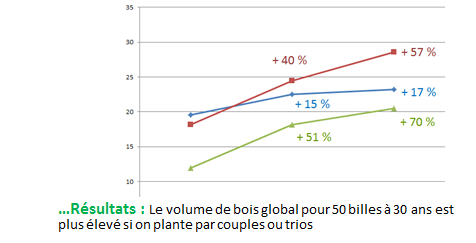 35
30
25
20
15
10
+ 57 %
+ 40 %
+ 17 %
+ 15 %
+ 70 %
+ 51 %
...Résultats : Le volume de bois global pour 50 billes à 30 ans est
plus élevé si on plante par couples ou trios